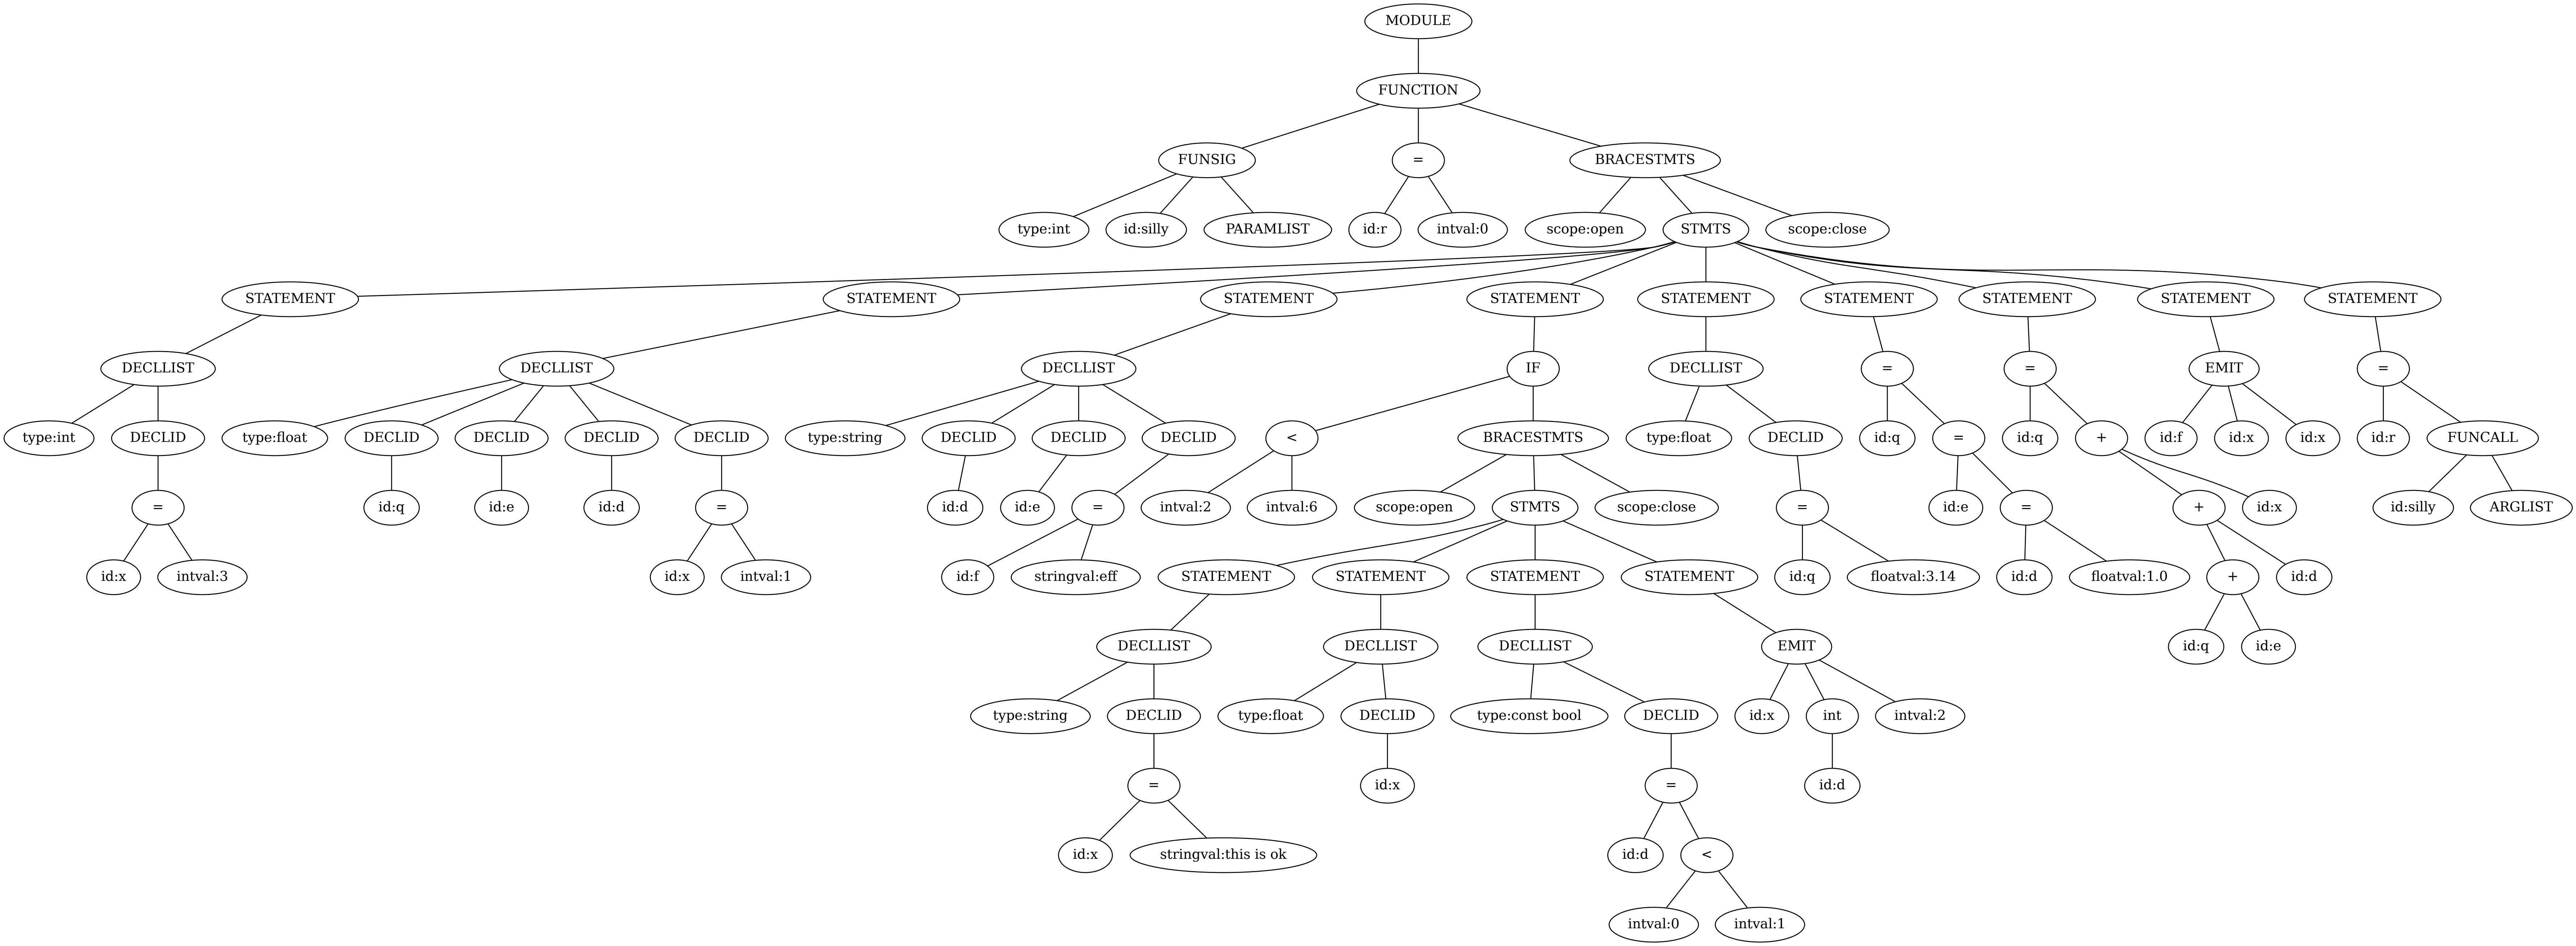 MODULE
FUNCTION
FUNSIG = BRACESTMTS
type:int id:silly PARAMLIST id:r intval:0 scope:open STMTS scope:close
STATEMENT STATEMENT STATEMENT STATEMENT STATEMENT STATEMENT STATEMENT STATEMENT STATEMENT
DECLLIST DECLLIST DECLLIST IF DECLLIST = = EMIT =
type:int DECLID type:float DECLID DECLID DECLID DECLID type:string DECLID DECLID DECLID < BRACESTMTS type:float DECLID id:q = id:q + id:f id:x id:x id:r FUNCALL
= id:q id:e id:d = id:d id:e = intval:2 intval:6 scope:open STMTS scope:close = id:e = + id:x id:silly ARGLIST
id:x intval:3 id:x intval:1 id:f stringval:eff STATEMENT STATEMENT STATEMENT STATEMENT id:q floatval:3.14 id:d floatval:1.0 + id:d
DECLLIST DECLLIST DECLLIST EMIT id:q id:e
type:string DECLID type:float DECLID type:const bool DECLID id:x int intval:2
= id:x = id:d
id:x stringval:this is ok id:d <
intval:0 intval:1